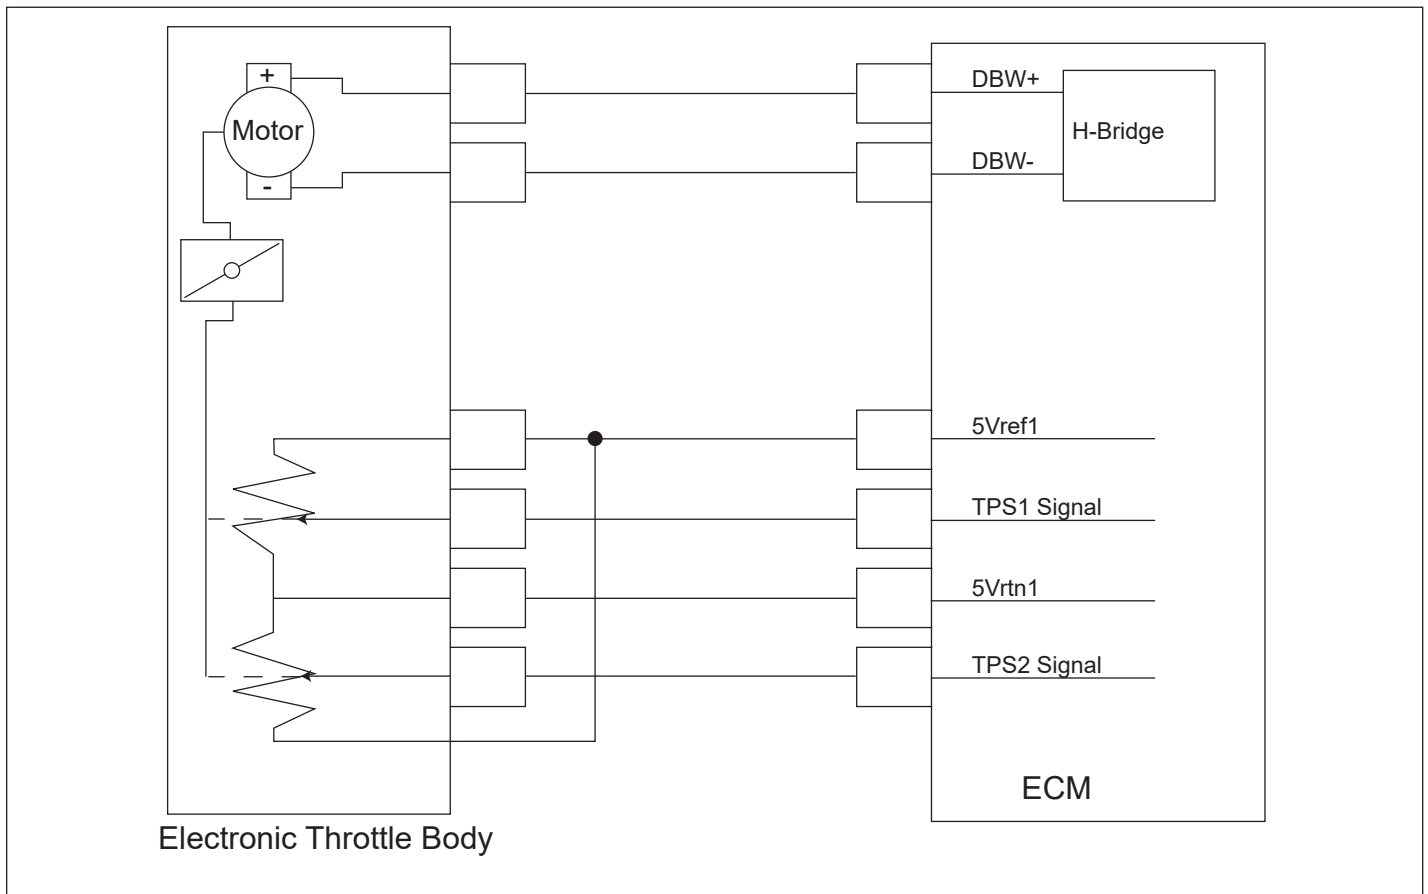 +
Motor
-
DBW+
H-Bridge
DBW-
5Vref1
TPS1 Signal
5Vrtn1
TPS2 Signal
ECM
Electronic Throttle Body